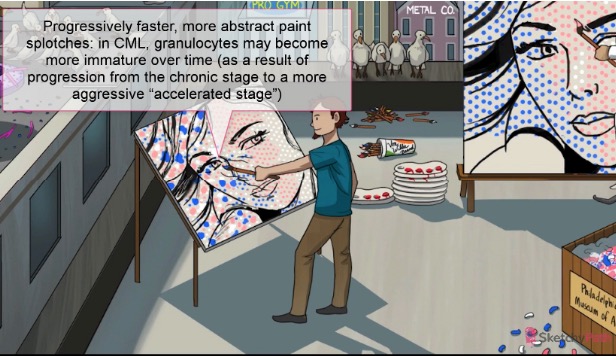 PRO GYM
METAL CO.
Progressively faster, more abstract paint
splotches: in CML, granulocytes may become
more immature over time (as a result of
progression from the chronic stage to a more
aggressive “accelerated stage”)
Philadelphia
Museum of A
Sketchy